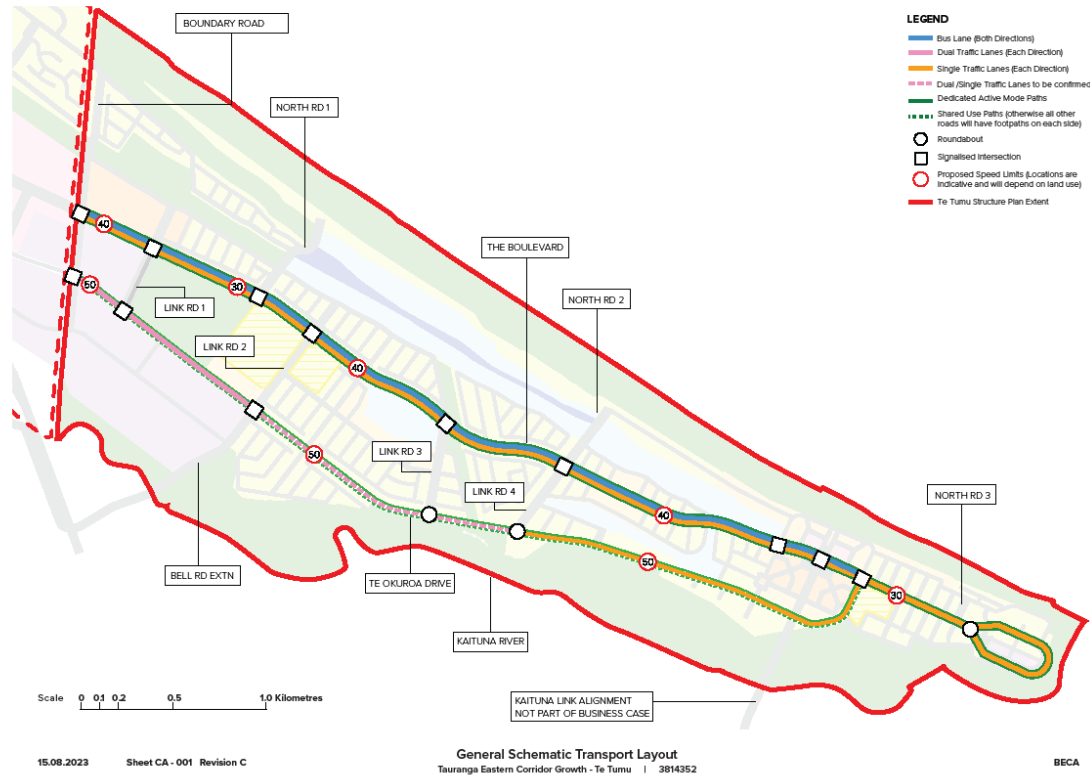 BOUNDARY ROAD
NORTH RD 1
THE BOULEVARD
NORTH RD 2
LINK RD 1
LINK RD 2
LINK RD 3
LINK RD 4
NORTH RD 3
BELL RD EXTN
TE OKUROA DRIVE
KAITUNA RIVER
KAITUNA LINK ALIGNMENT
NOT PART OF BUSINESS CASE
40
30
40
40
30
50
50
50
LEGEND
Bus Lane (Both Directions)
Dual Traffic Lanes (Each Direction)
Single Traffic Lanes (Each Direction)
Dual /Single Traffic Lanes to be confirmed
Dedicated Active Mode Paths
Shared Use Paths (otherwise all other
roads will have footpaths on each side)
Roundabout
Signalised Intersection
Proposed Speed Limits (Locations are
indicative and will depend on land use)
Te Tumu Structure Plan Extent
Scale 0 0.1 0.2 0.5 1.0 Kilometres
15.08.2023 Sheet CA - 001 Revision C
General Schematic Transport Layout
Tauranga Eastern Corridor Growth - Te Tumu | 3814352
BECA